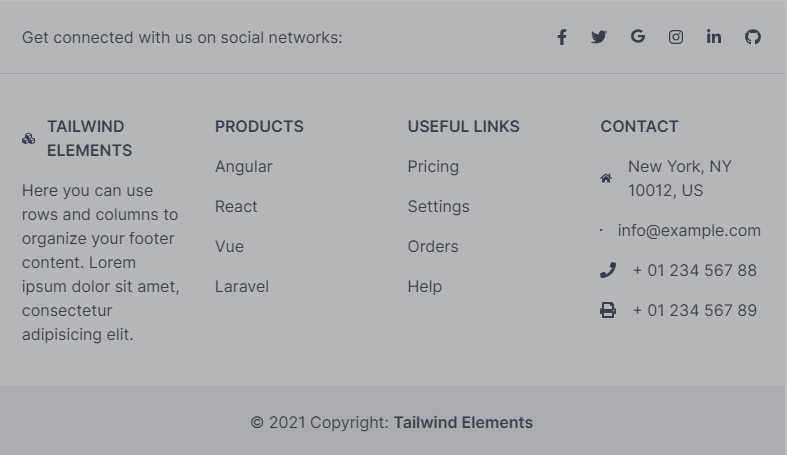 Get connected with us on social networks:
TAILWIND
ELEMENTS
Here you can use
rows and columns to
organize your footer
content. Lorem
ipsum dolor sit amet,
consectetur
adipisicing elit.
PRODUCTS
Angular
React
Vue
Laravel
USEFUL LINKS
Pricing
Settings
Orders
Help
CONTACT
New York, NY
10012, US
info@example.com
+ 01 234 567 88
+ 01 234 567 89
© 2021 Copyright: Tailwind Elements